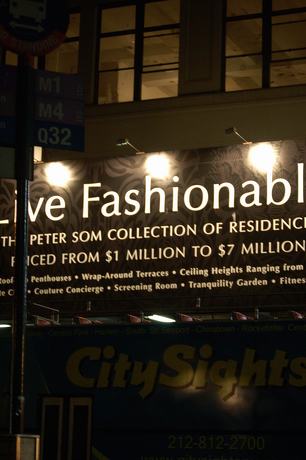 M1
M4
Q32
Live Fashionabl
THE PETER SOM COLLECTION OF RESIDENC
PRICED FROM $1 MILLION TO $7 MILLION
Rooftop Penthouses • Wrap-Around Terraces • Ceiling Heights Ranging from
• Couture Concierge • Screening Room • Tranquility Garden • Fitnes
CitySights
212-812-2700